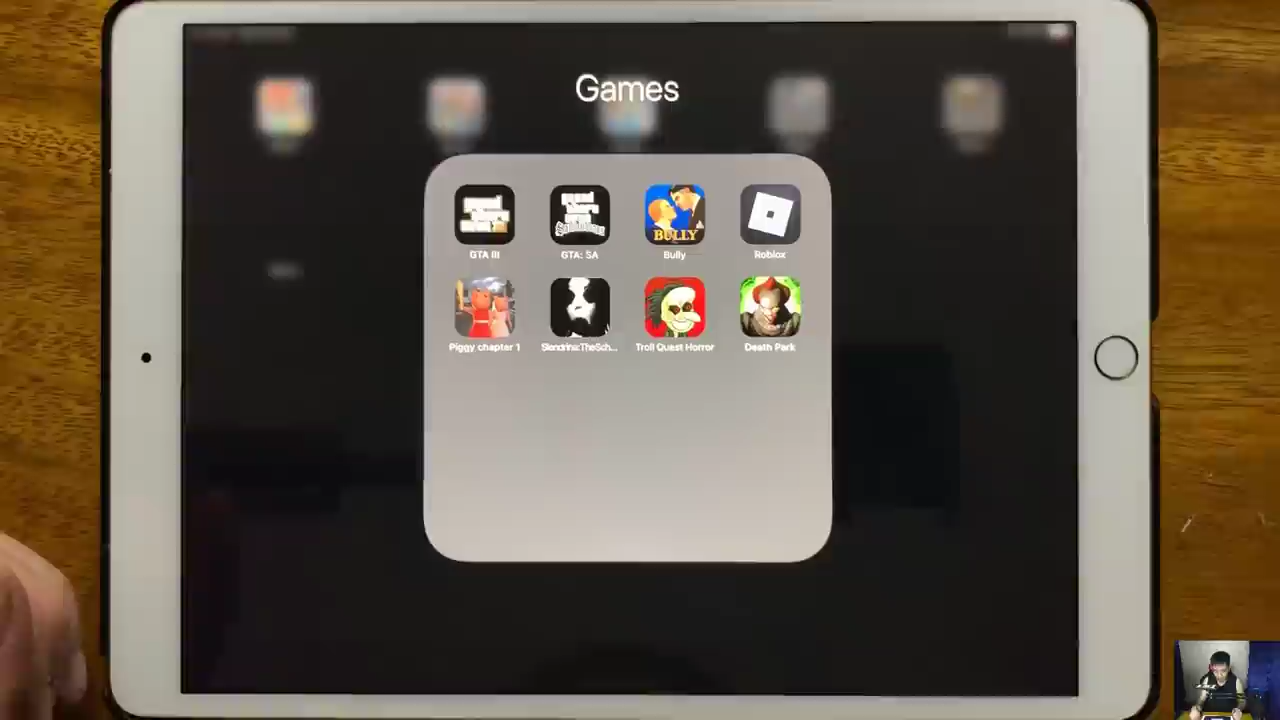 Games
GTA III
GTA: SA
Bully
Roblox
Piggy chapter 1
Slendrina:TheSch...
Troll Quest Horror
Death Park
BULLY